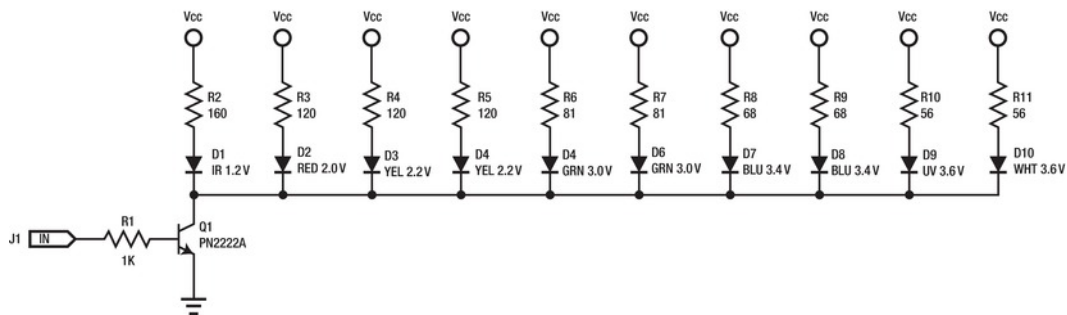 Vcc Vcc Vcc Vcc Vcc Vcc Vcc Vcc Vcc Vcc
R2 R3 R4 R5 R6 R7 R8 R9 R10 R11
160 120 120 120 81 81 68 68 56 56
D1 D2 D3 D4 D4 D6 D7 D8 D9 D10
IR 1.2 V RED 2.0 V YEL 2.2 V YEL 2.2 V GRN 3.0 V GRN 3.0 V BLU 3.4 V BLU 3.4 V UV 3.6 V WHT 3.6 V
R1 Q1
J1 IN PN2222A
1K